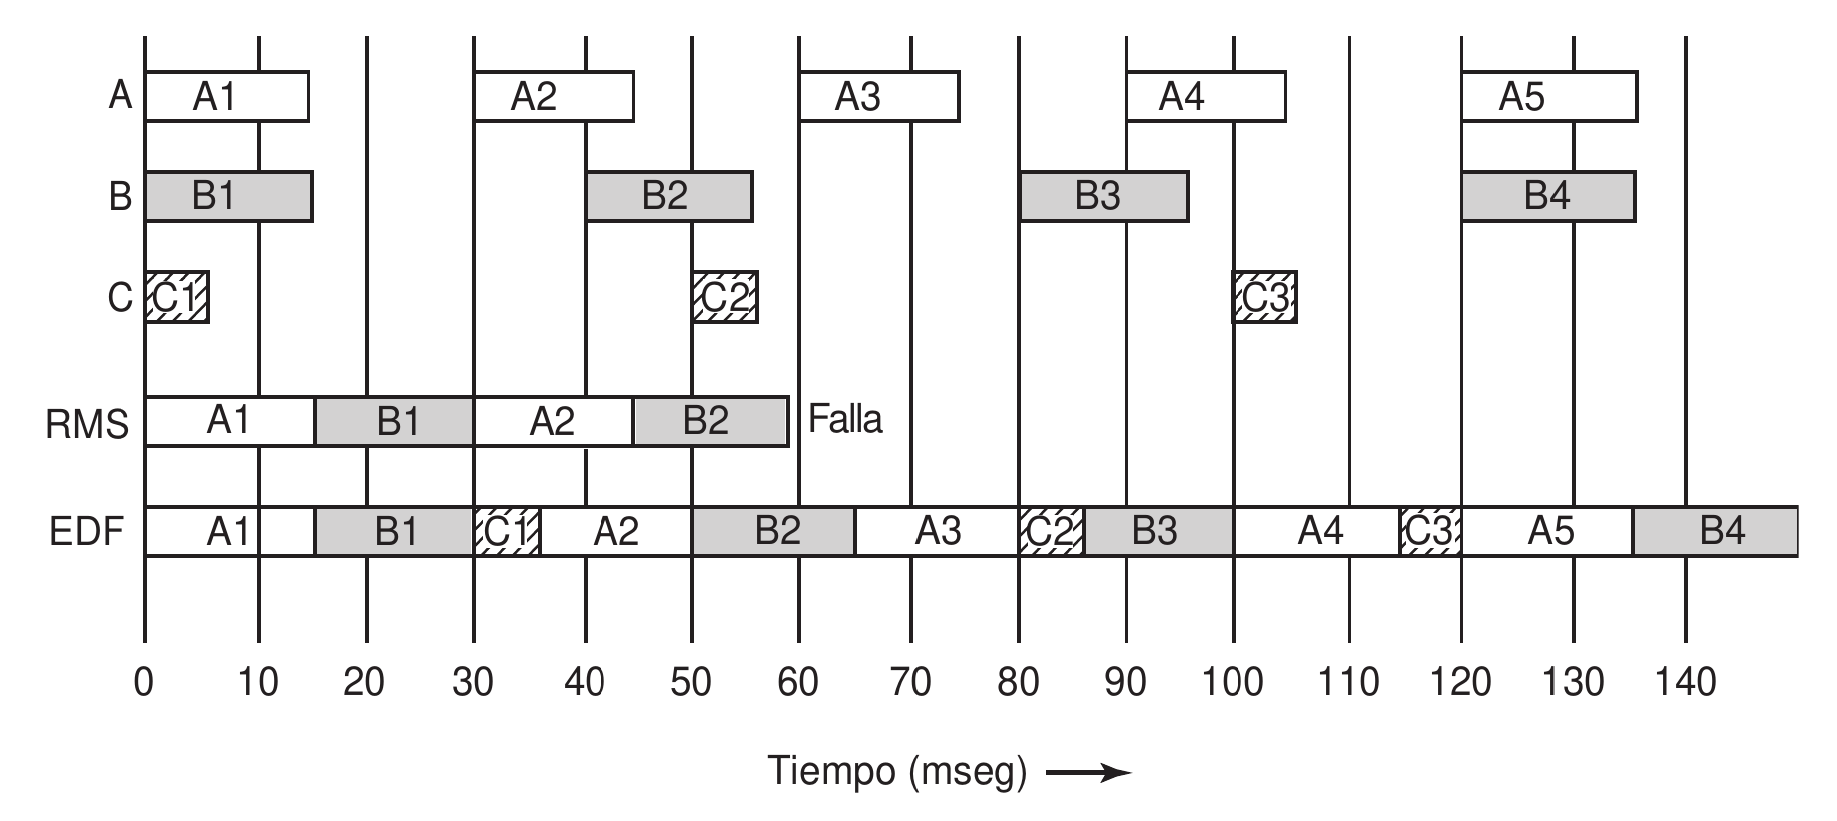 A A1 A2 A3 A4 A5
B B1 B2 B3 B4
C C1 C2 C3
RMS A1 B1 A2 B2 Falla
EDF A1 B1 C1 A2 B2 A3 C2 B3 A4 C3 A5 B4
0 10 20 30 40 50 60 70 80 90 100 110 120 130 140
Tiempo (mseg)